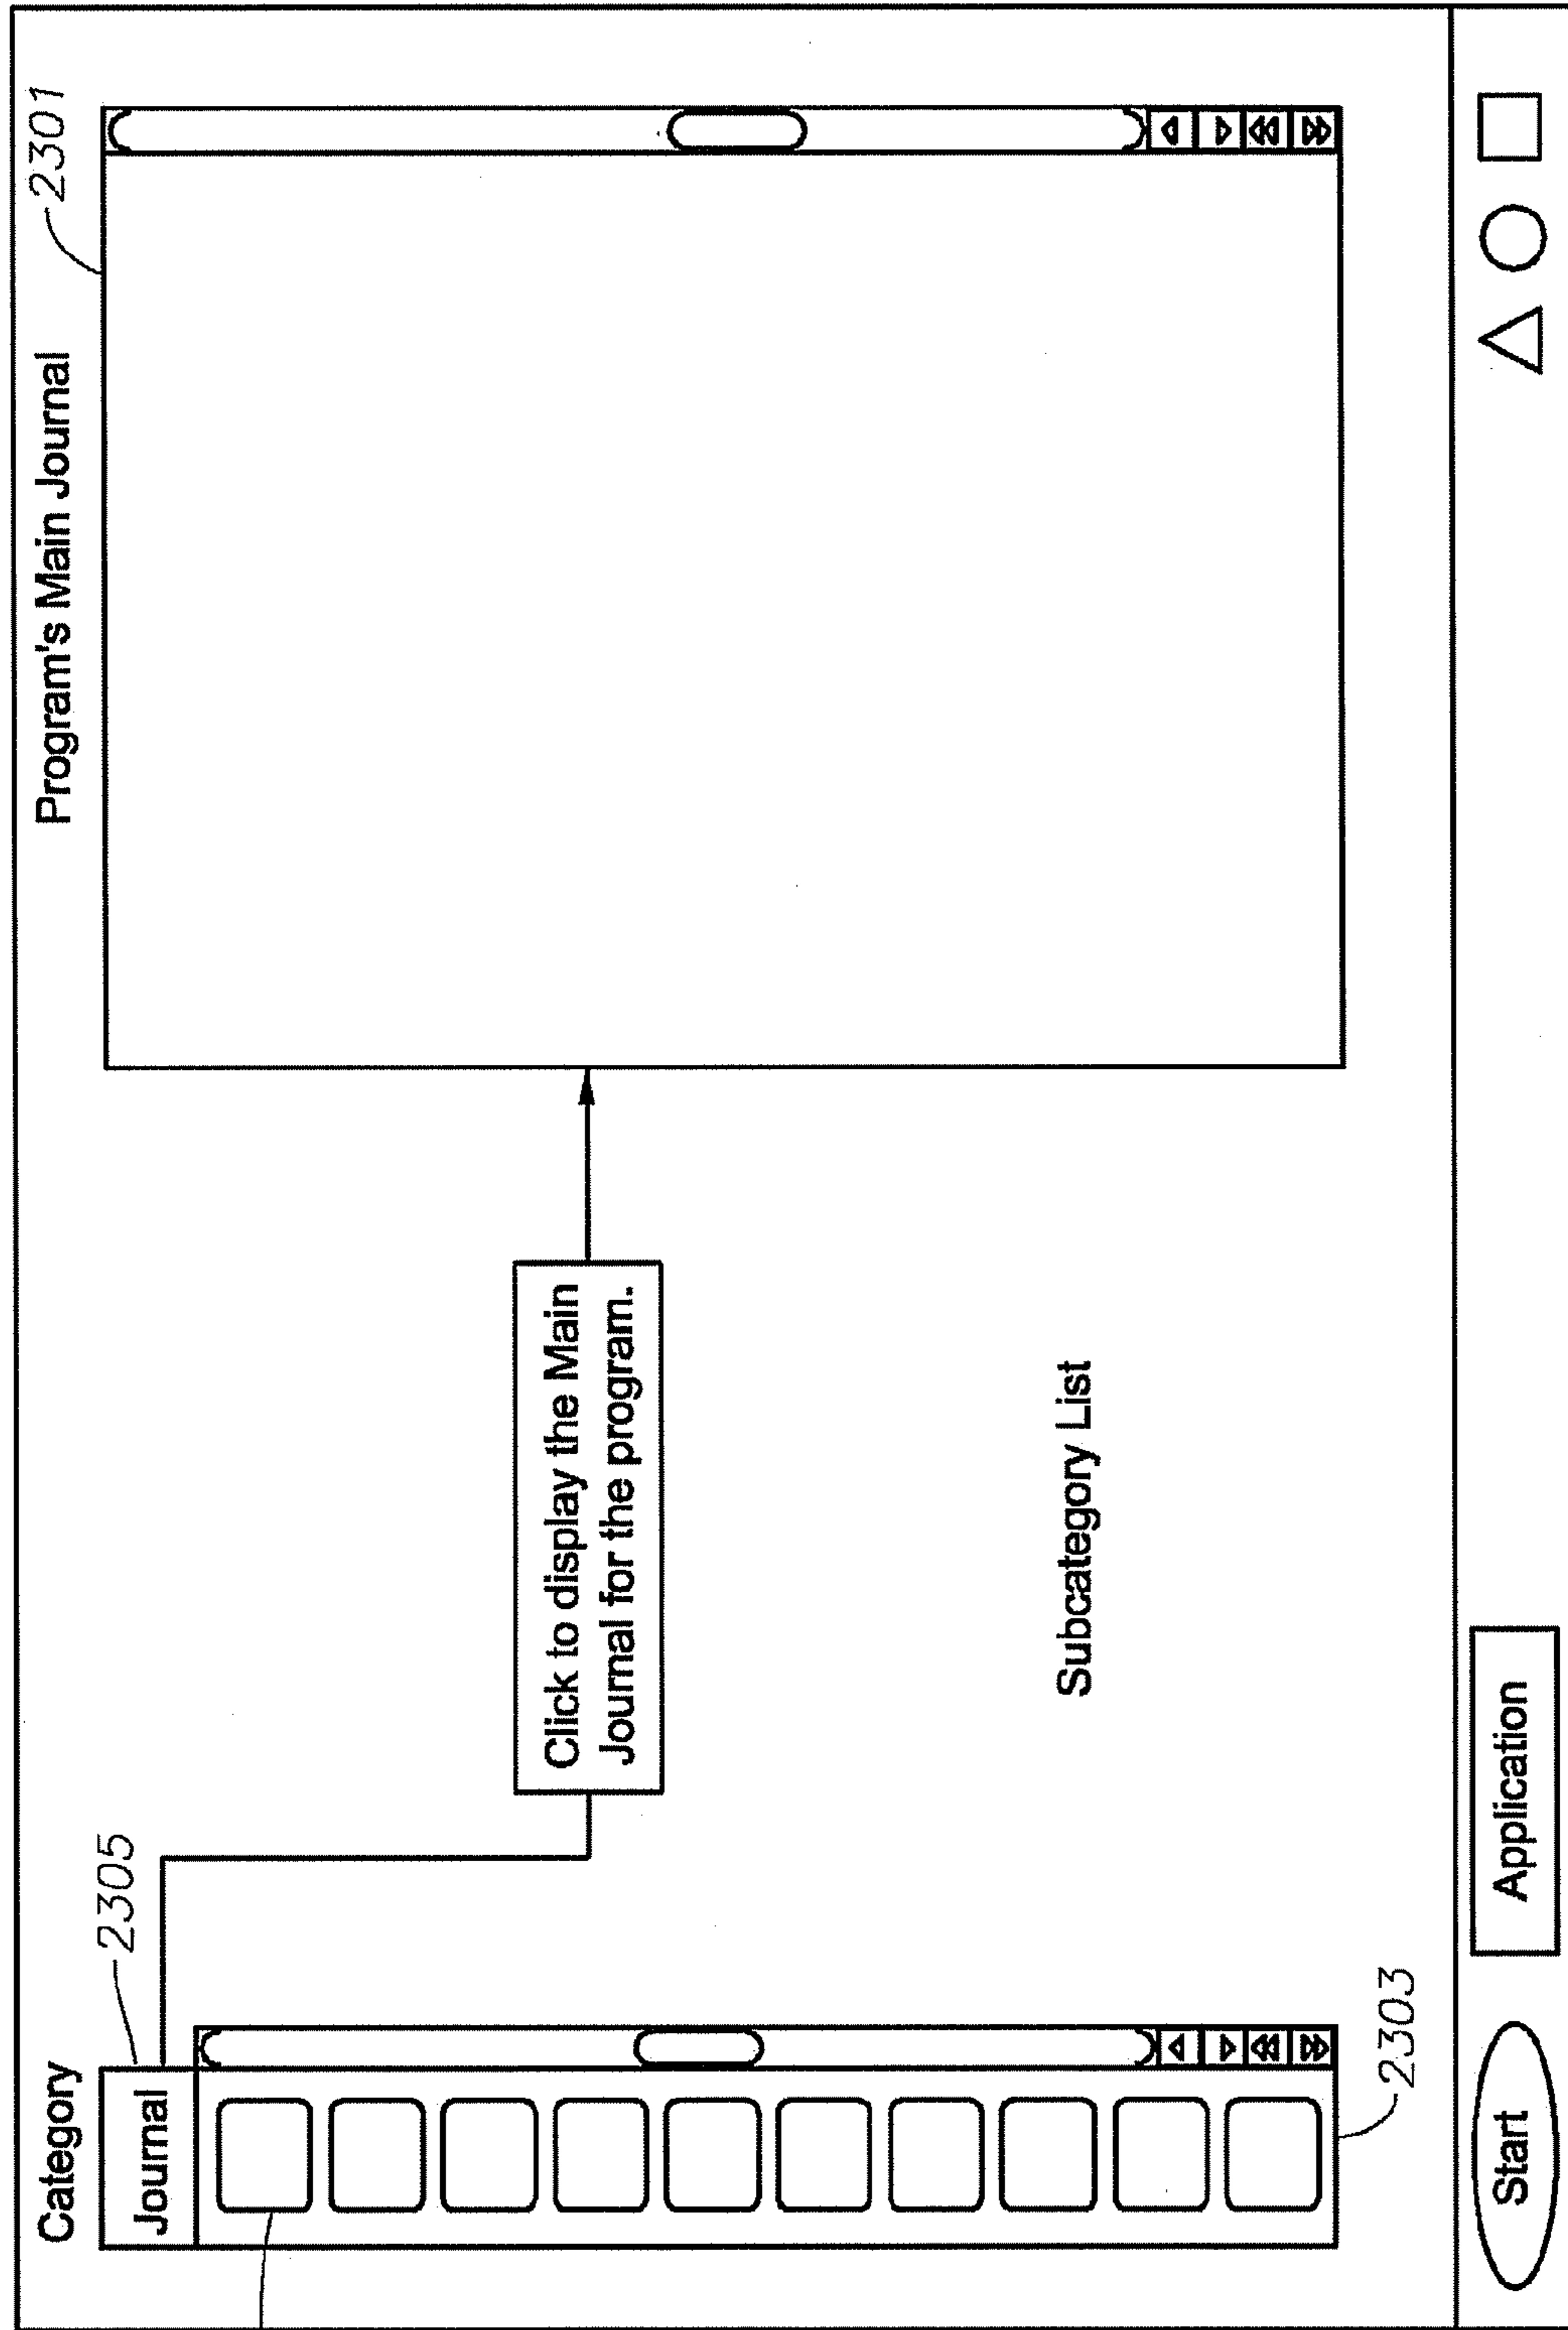 Category
Program's Main Journal
2301
2305
Journal
Click to display the Main
Journal for the program.
Subcategory List
2303
Start
Application